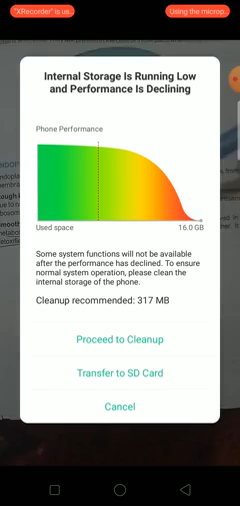 "XRecorder" is us.
Using the microp.
Internal Storage Is Running Low
and Performance Is Declining
Phone Performance
Used space 16.0 GB
Some system functions will not be available
after the performance has declined. To ensure
normal system operation, please clean the
internal storage of the phone.
Cleanup recommended: 317 MB
Proceed to Cleanup
Transfer to SD Card
Cancel